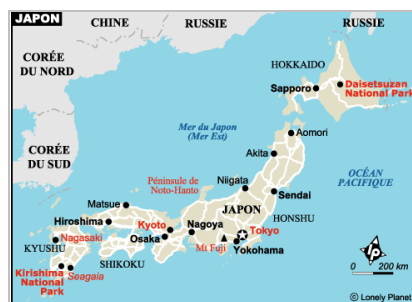 JAPON
CHINE
RUSSIE
RUSSIE
CORÉE
DU NORD
HOKKAIDO
Sapporo
Daisetsuzan
National Park
Mer du Japon
(Mer Est)
Aomori
CORÉE
DU SUD
Akita
OCÉAN
PACIFIQUE
Péninsule de
Noto-Hanto
Niigata
Sendai
Matsue
JAPON
HONSHU
Hiroshima
Kyoto
Nagoya
Tokyo
KYUSHU
Nagasaki
Osaka
Mt Fuji
Yokohama
SHIKOKU
Kirishima
National
Park
Seagaia
0
200 km
© Lonely Planet